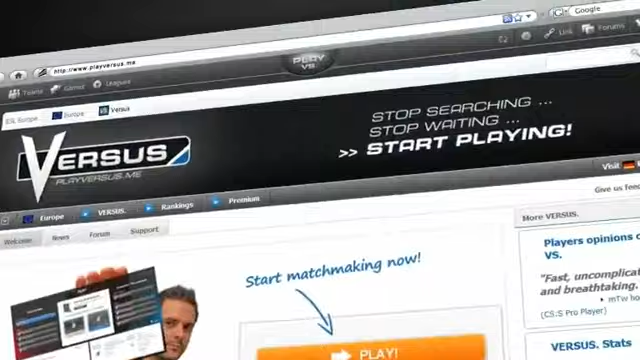 Google
http://www.playversus.me
Link
Forums
Teams
Games
Leagues
PLAY VS.
ESL Europe
Europe
Versus
STOP SEARCHING ...
STOP WAITING ...
>> START PLAYING!
VERSUS
PLAYVERSUS.ME
Visit
Europe
VERSUS.
Rankings
Premium
Give us feed
Welcome
News
Forum
Support
More VERSUS.
Start matchmaking now!
Players opinions o
VS.
"Fast, uncomplica
and breathtaking.
mTw ho
(CS:S Pro Player)
PLAY!
VERSUS. Stats